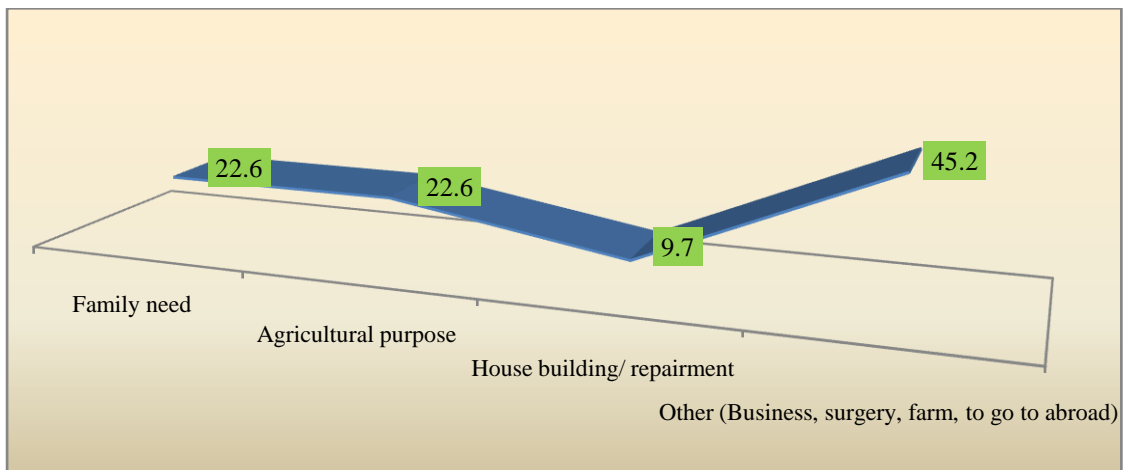 22.6
22.6
45.2
9.7
Family need
Agricultural purpose
House building/ repairment
Other (Business, surgery, farm, to go to abroad)